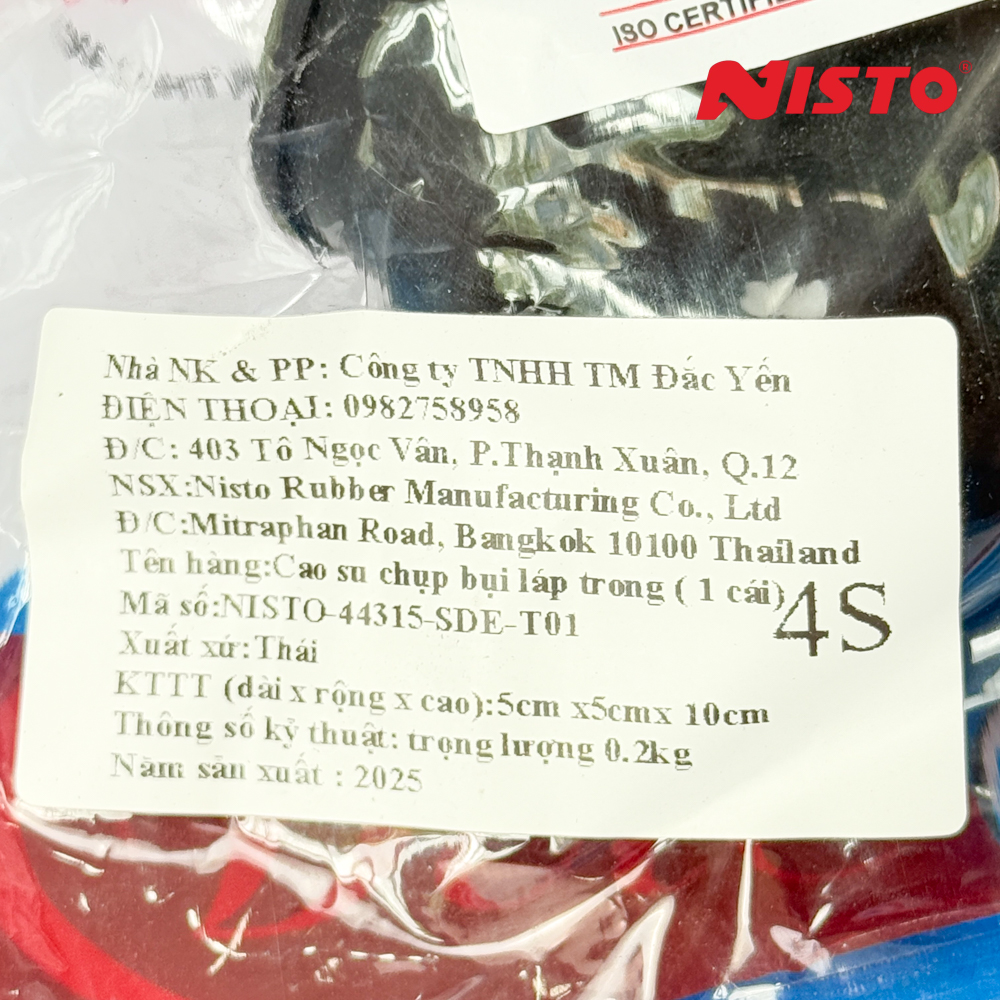 ISO CERTIFIE
NISTO®
Nhà NK & PP: Công ty TNHH TM Đắc Yến
ĐIỆN THOẠI: 0982758958
Đ/C: 403 Tô Ngọc Vân, P.Thạnh Xuân, Q.12
NSX:Nisto Rubber Manufacturing Co., Ltd
Đ/C:Mitraphan Road, Bangkok 10100 Thailand
Tên hàng:Cao su chụp bụi láp trong ( 1 cái)
4S
Mã số:NISTO-44315-SDE-T01
Xuất xứ:Thái
KTTT (dài x rộng x cao):5cm x5cmx 10cm
Thông số kỷ thuật: trọng lượng 0.2kg
Năm sản xuất : 2025